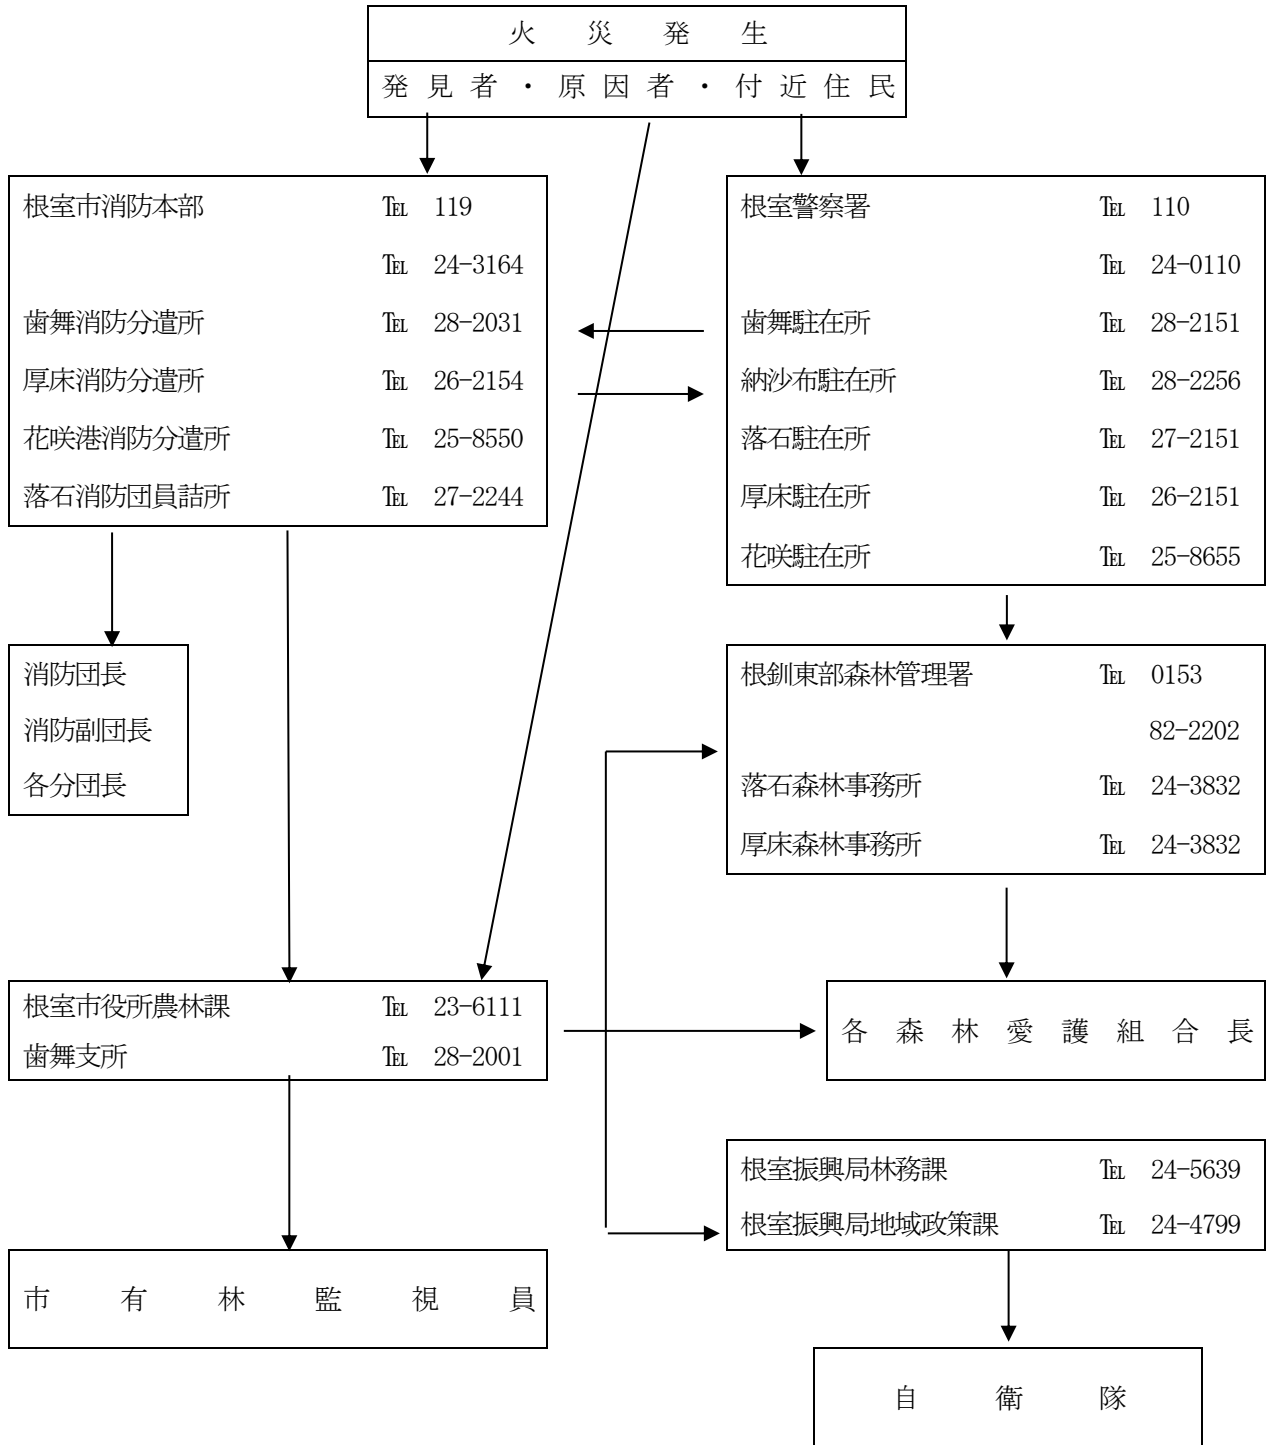 火災発生
発見者・原因者・付近住民
根室市消防本部 ℡ 119
℡ 24-3164
歯舞消防分遣所 ℡ 28-2031
厚床消防分遣所 ℡ 26-2154
花咲港消防分遣所 ℡ 25-8550
落石消防団員詰所 ℡ 27-2244
根室警察署 ℡ 110
℡ 24-0110
歯舞駐在所 ℡ 28-2151
納沙布駐在所 ℡ 28-2256
落石駐在所 ℡ 27-2151
厚床駐在所 ℡ 26-2151
花咲駐在所 ℡ 25-8655
消防団長
消防副団長
各分団長
根釧東部森林管理署 ℡ 0153
82-2202
落石森林事務所 ℡ 24-3832
厚床森林事務所 ℡ 24-3832
根室市役所農林課 ℡ 23-6111
歯舞支所 ℡ 28-2001
各森林愛護組合長
根室振興局林務課 ℡ 24-5639
根室振興局地域政策課 ℡ 24-4799
市有林監視員
自衛隊